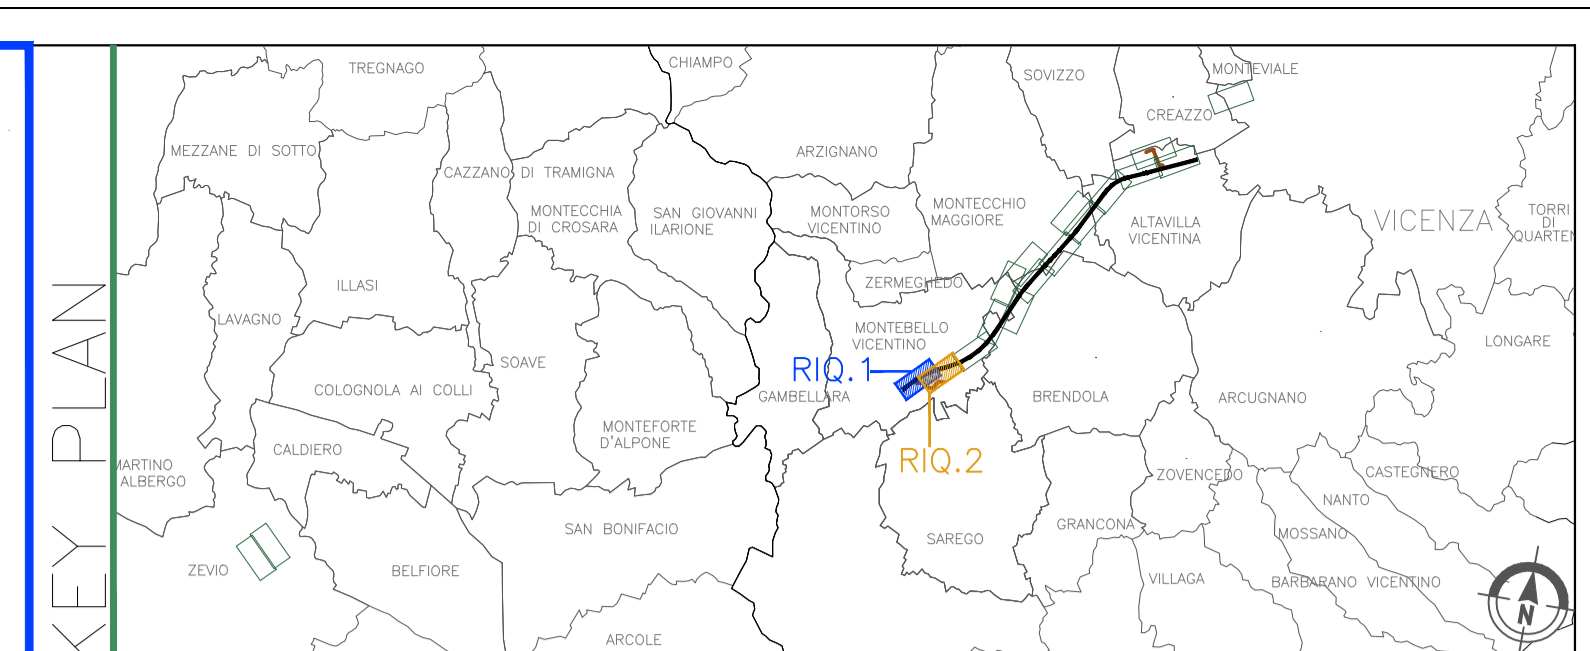 KEY PLAN
TREGNAGO
CHIAMPO
SOVIZZO
MONTEVIALE
CREAZZO
MEZZANE DI SOTTO
CAZZANO DI TRAMIGNA
ARZIGNANO
MONTECCHIA
DI CROSARA
SAN GIOVANNI
ILARIONE
MONTORSO
VICENTINO
MONTECCHIO
MAGGIORE
ALTAVILLA
VICENTINA
VICENZA
TORRI
DI
QUARTE
ILLASI
ZERMEGHEDO
LAVAGNO
MONTEBELLO
VICENTINO
LONGARE
SOAVE
RIQ.1
COLOGNOLA AI COLLI
GAMBELLARA
BRENDOLA
ARCUGNANO
MONTEFORTE
D'ALPONE
CALDIERO
RIQ.2
MARTINO
ALBERGO
ZOVENCEDO
CASTEGNERO
NANTO
SAN BONIFACIO
GRANCONA
MOSSANO
SAREGO
ZEVIO
BELFIORE
VILLAGA
BARBARANO VICENTINO
N
ARCOLE